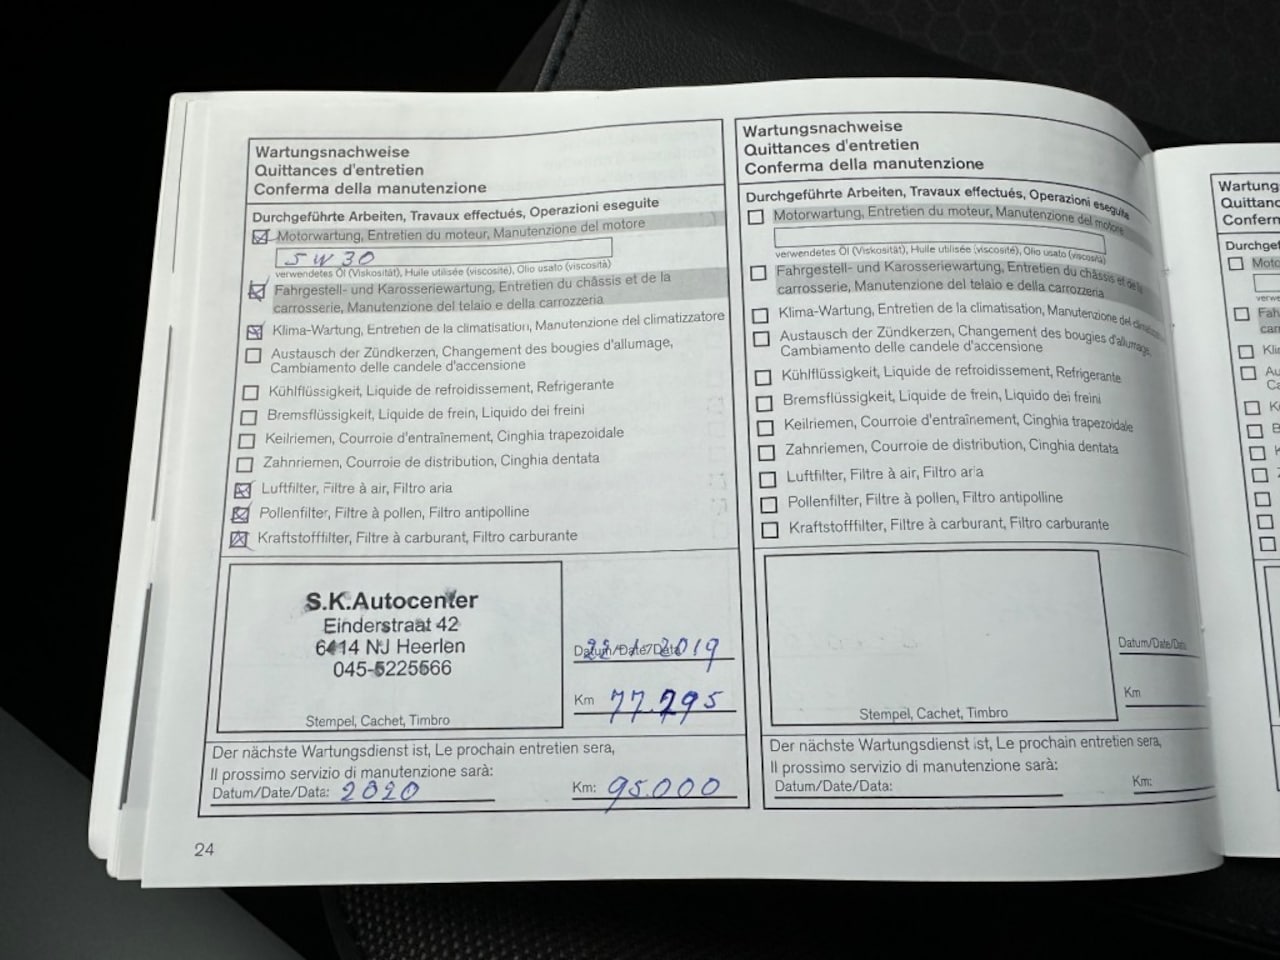 Wartungsnachweise
Quittances d'entretien
Conferma della manutenzione
Durchgeführte Arbeiten, Travaux effectués, Operazioni eseguite
Motorwartung, Entretien du moteur, Manutenzione del motore
5 W 30
verwendetes Öl (Viskosität), Huile utilisée (viscosité), Olio usato (viscosità)
Fahrgestell- und Karosseriewartung, Entretien du châssis et de la
carrosserie, Manutenzione del telaio e della carrozzeria
Klima-Wartung, Entretien de la climatisation, Manutenzione del climatizzatore
Austausch der Zündkerzen, Changement des bougies d'allumage,
Cambiamento delle candele d'accensione
Kühlflüssigkeit, Liquide de refroidissement, Refrigerante
Bremsflüssigkeit, Liquide de frein, Liquido dei freini
Keilriemen, Courroie d'entraînement, Cinghia trapezoidale
Zahnriemen, Courroie de distribution, Cinghia dentata
Luftfilter, Filtre à air, Filtro aria
Pollenfilter, Filtre à pollen, Filtro antipolline
Kraftstofffilter, Filtre à carburant, Filtro carburante
S.K.Autocenter
Einderstraat 42
6414 NJ Heerlen
045-5225566
Stempel, Cachet, Timbro
Datum/Date/Data 2019
Km 77.295
Der nächste Wartungsdienst ist, Le prochain entretien sera,
Il prossimo servizio di manutenzione sarà:
Datum/Date/Data: 2020 Km: 95.000
24
Wartungsnachweise
Quittances d'entretien
Conferma della manutenzione
Durchgeführte Arbeiten, Travaux effectués, Operazioni eseguite
Motorwartung, Entretien du moteur, Manutenzione del motore
verwendetes Öl (Viskosität), Huile utilisée (viscosité), Olio usato (viscosità)
Fahrgestell- und Karosseriewartung, Entretien du châssis et de la
carrosserie, Manutenzione del telaio e della carrozzeria
Klima-Wartung, Entretien de la climatisation, Manutenzione del
Austausch der Zündkerzen, Changement des bougies d'allumage,
Cambiamento delle candele d'accensione
Kühlflüssigkeit, Liquide de refroidissement, Refrigerante
Bremsflüssigkeit, Liquide de frein, Liquido dei freini
Keilriemen, Courroie d'entraînement, Cinghia trapezoidale
Zahnriemen, Courroie de distribution, Cinghia dentata
Luftfilter, Filtre à air, Filtro aria
Pollenfilter, Filtre à pollen, Filtro antipolline
Kraftstofffilter, Filtre à carburant, Filtro carburante
Stempel, Cachet, Timbro
Datum/Date/Data
Km
Der nächste Wartungsdienst ist, Le prochain entretien sera,
Il prossimo servizio di manutenzione sarà:
Datum/Date/Data: Km: